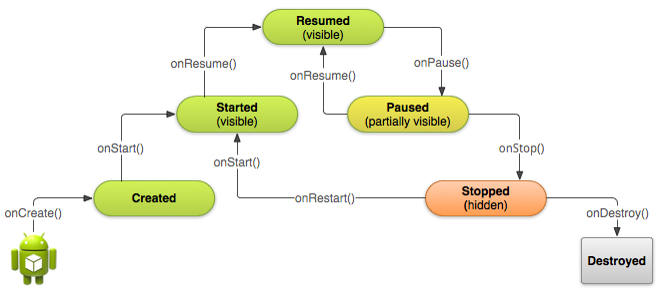 Resumed
(visible)
onResume()
onPause()
onResume()
Started
(visible)
Paused
(partially visible)
onStart()
onStart()
onStop()
Created
onRestart()
Stopped
(hidden)
onCreate()
onDestroy()
Destroyed